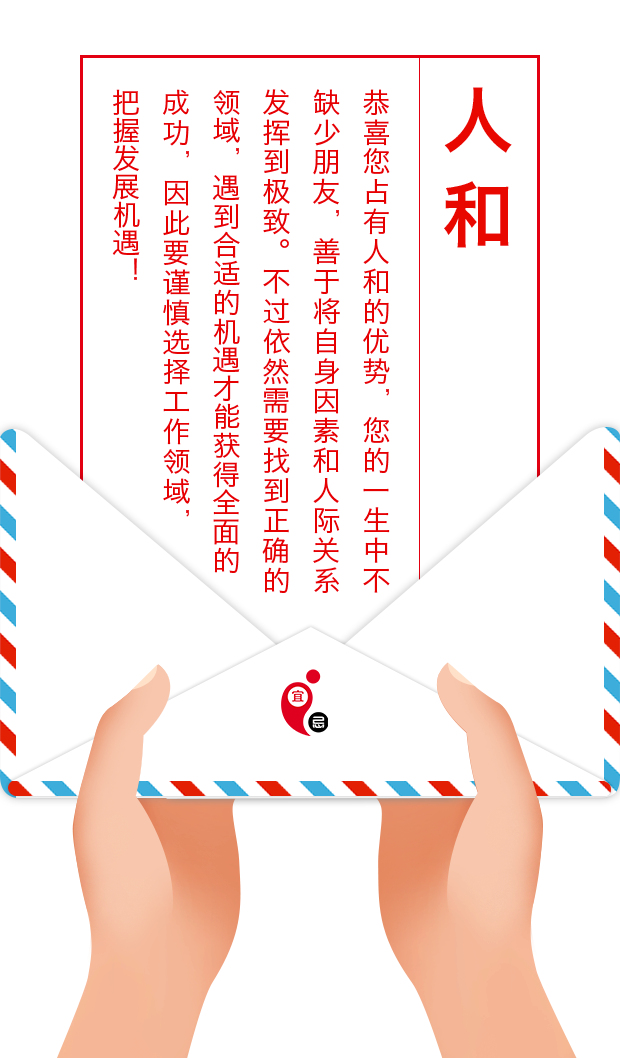 人和
恭喜您占有人和的优势，您的一生中不
缺少朋友，善于将自身因素和人际关系
发挥到极致。不过依然需要找到正确的
领域，遇到合适的机遇才能获得全面的
成功，因此要谨慎选择工作领域，
把握发展机遇！
宜
忌